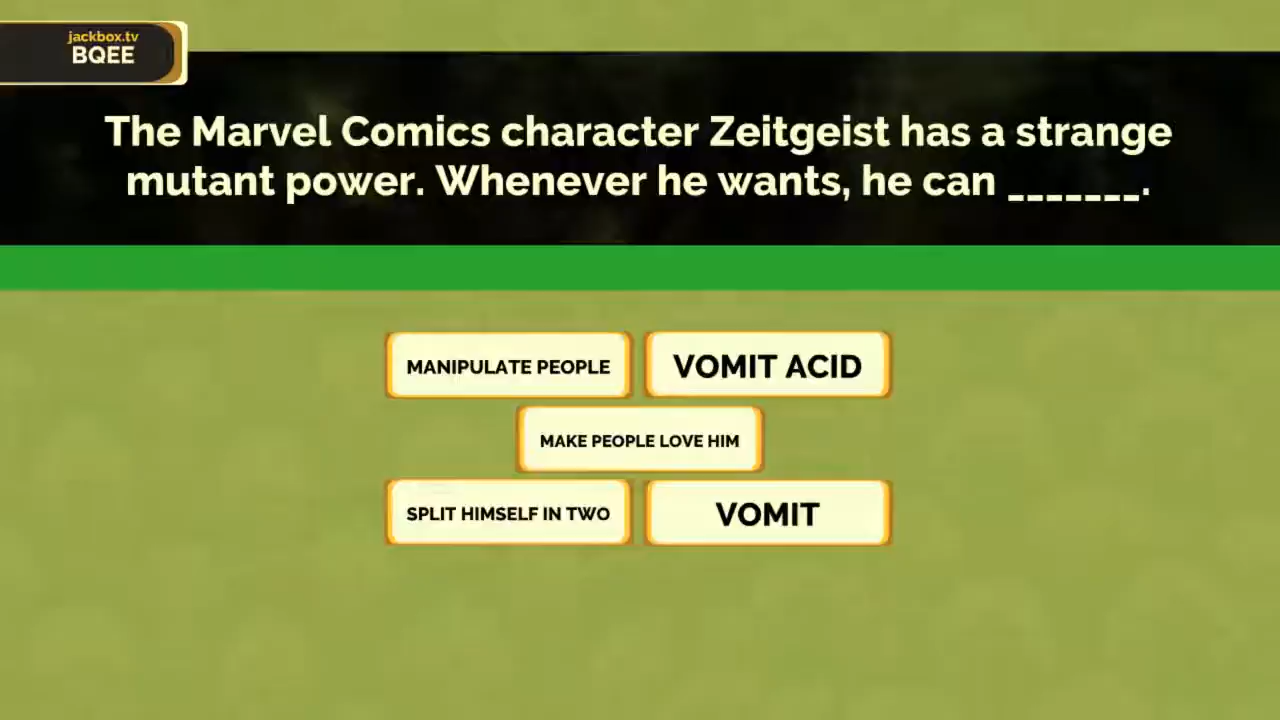 jackbox.tv
BQEE
The Marvel Comics character Zeitgeist has a strange
mutant power. Whenever he wants, he can _______.
MANIPULATE PEOPLE
VOMIT ACID
MAKE PEOPLE LOVE HIM
SPLIT HIMSELF IN TWO
VOMIT